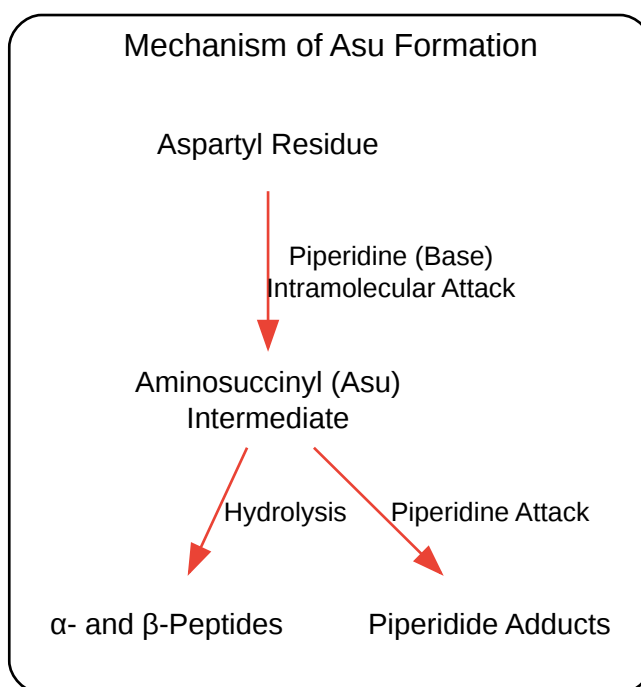 Mechanism of Asu Formation
Aspartyl Residue
Piperidine (Base)
Intramolecular Attack
Aminosuccinyl (Asu)
Intermediate
Hydrolysis
Piperidine Attack
α- and β-Peptides
Piperidide Adducts